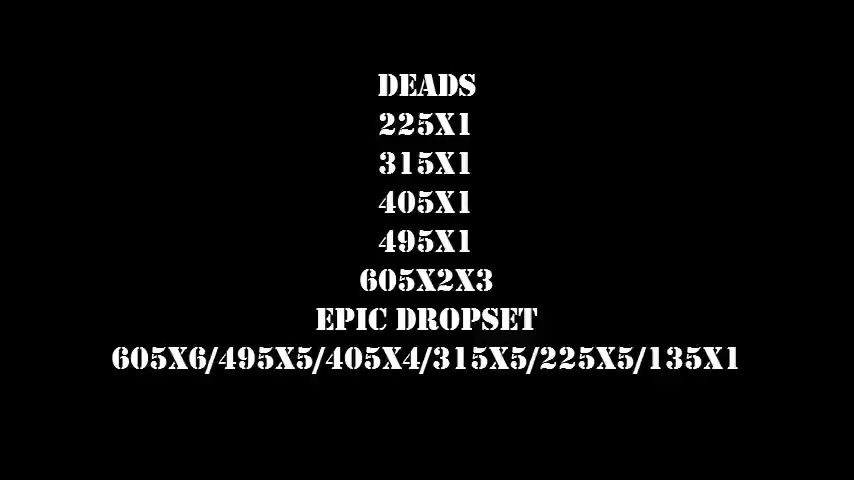 DEADS
225X1
315X1
405X1
495X1
605X2X3
EPIC DROPSET
605X6/495X5/405X4/315X5/225X5/135X1